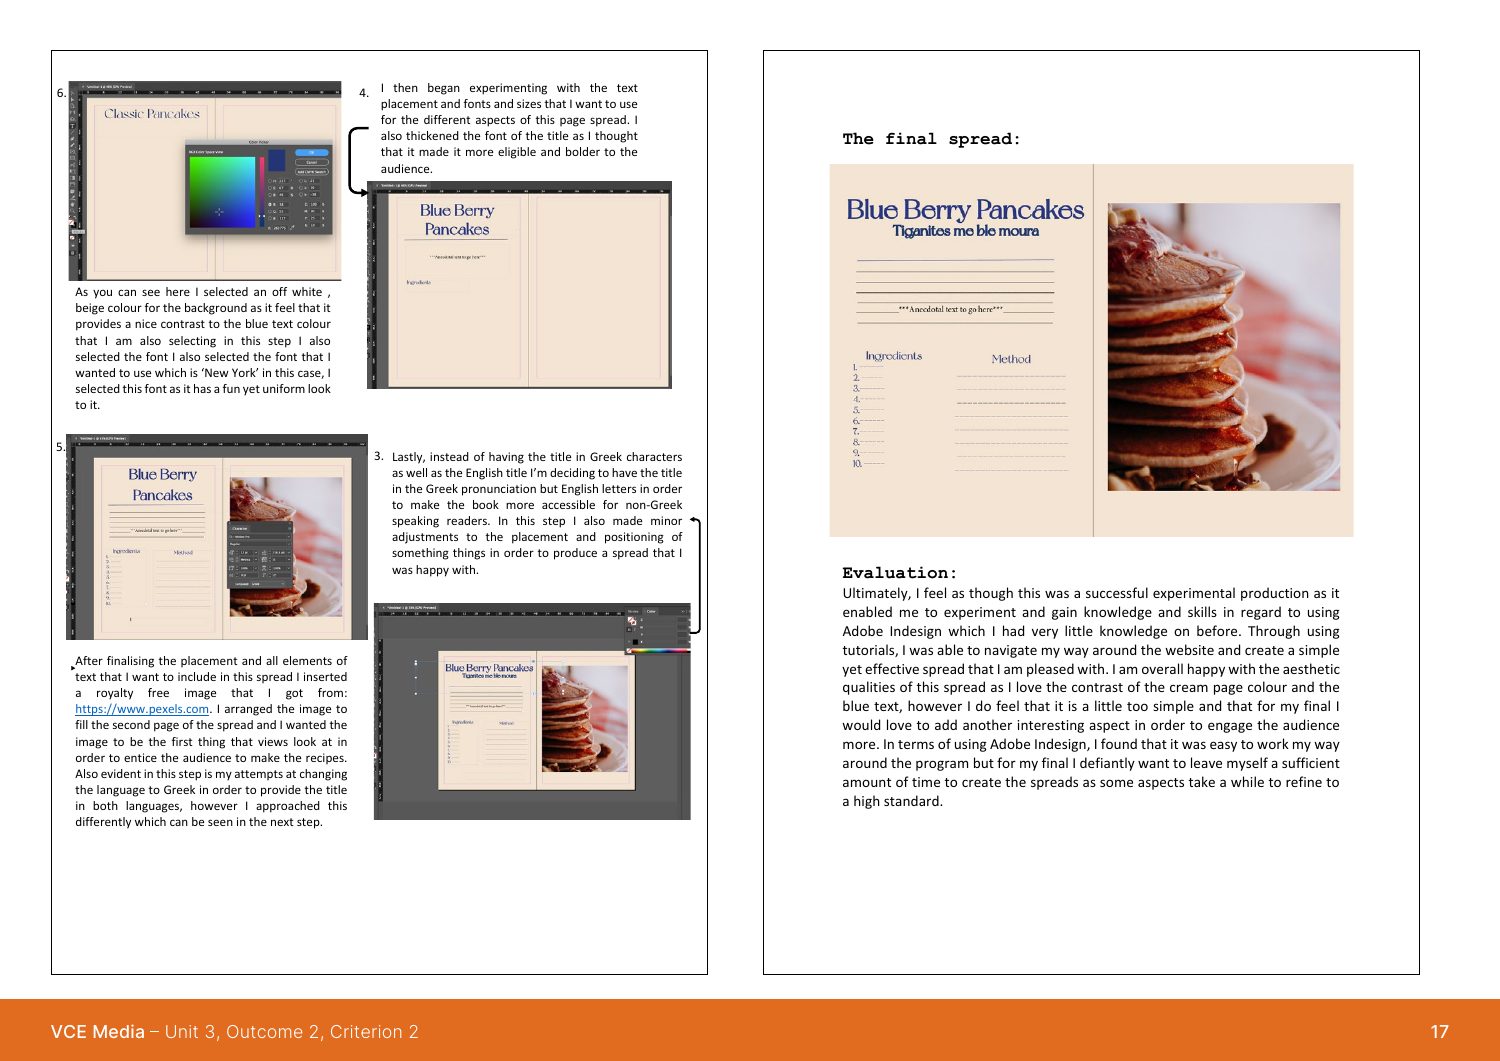 6.
Classic Pancakes
As you can see here I selected an off white ,
beige colour for the background as it feel that it
provides a nice contrast to the blue text colour
that I am also selecting in this step I also
selected the font I also selected the font that I
wanted to use which is ‘New York’ in this case, I
selected this font as it has a fun yet uniform look
to it.
4. I then began experimenting with the text
placement and fonts and sizes that I want to use
for the different aspects of this page spread. I
also thickened the font of the title as I thought
that it made it more eligible and bolder to the
audience.
Blue Berry
Pancakes
***Anecdotal text to go here***
Ingredients
5.
Blue Berry
Pancakes
***Anecdotal text to go here***
Ingredients
Method
After finalising the placement and all elements of
text that I want to include in this spread I inserted
a royalty free image that I got from:
https://www.pexels.com. I arranged the image to
fill the second page of the spread and I wanted the
image to be the first thing that views look at in
order to entice the audience to make the recipes.
Also evident in this step is my attempts at changing
the language to Greek in order to provide the title
in both languages, however I approached this
differently which can be seen in the next step.
3. Lastly, instead of having the title in Greek characters
as well as the English title I’m deciding to have the title
in the Greek pronunciation but English letters in order
to make the book more accessible for non-Greek
speaking readers. In this step I also made minor
adjustments to the placement and positioning of
something things in order to produce a spread that I
was happy with.
Blue Berry Pancakes
Tiganites me ble moura
Ingredients
Method
The final spread:
Blue Berry Pancakes
Tiganites me ble moura
***Anecdotal text to go here***
Ingredients
1.
2.
3.
4.
5.
6.
7.
8.
9.
10.
Method
Evaluation:
Ultimately, I feel as though this was a successful experimental production as it
enabled me to experiment and gain knowledge and skills in regard to using
Adobe Indesign which I had very little knowledge on before. Through using
tutorials, I was able to navigate my way around the website and create a simple
yet effective spread that I am pleased with. I am overall happy with the aesthetic
qualities of this spread as I love the contrast of the cream page colour and the
blue text, however I do feel that it is a little too simple and that for my final I
would love to add another interesting aspect in order to engage the audience
more. In terms of using Adobe Indesign, I found that it was easy to work my way
around the program but for my final I defiantly want to leave myself a sufficient
amount of time to create the spreads as some aspects take a while to refine to
a high standard.
VCE Media – Unit 3, Outcome 2, Criterion 2
17